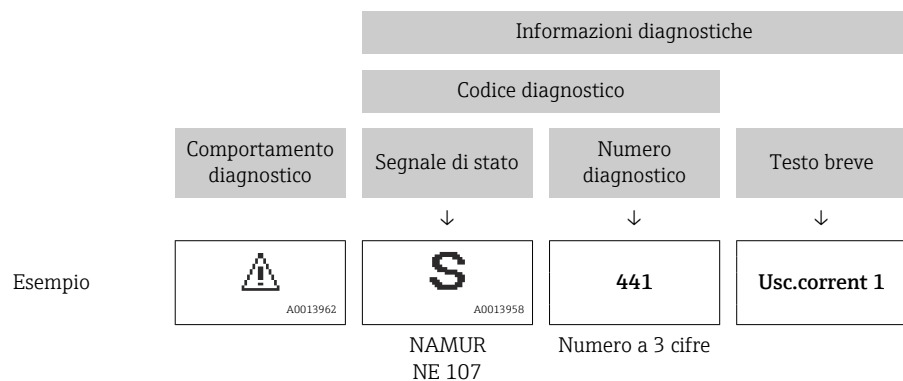 Informazioni diagnostiche
Codice diagnostico
Comportamento
diagnostico
Segnale di stato
Numero
diagnostico
Testo breve
Esempio
A0013962
S
A0013958
441
Usc.corrent 1
NAMUR
NE 107
Numero a 3 cifre